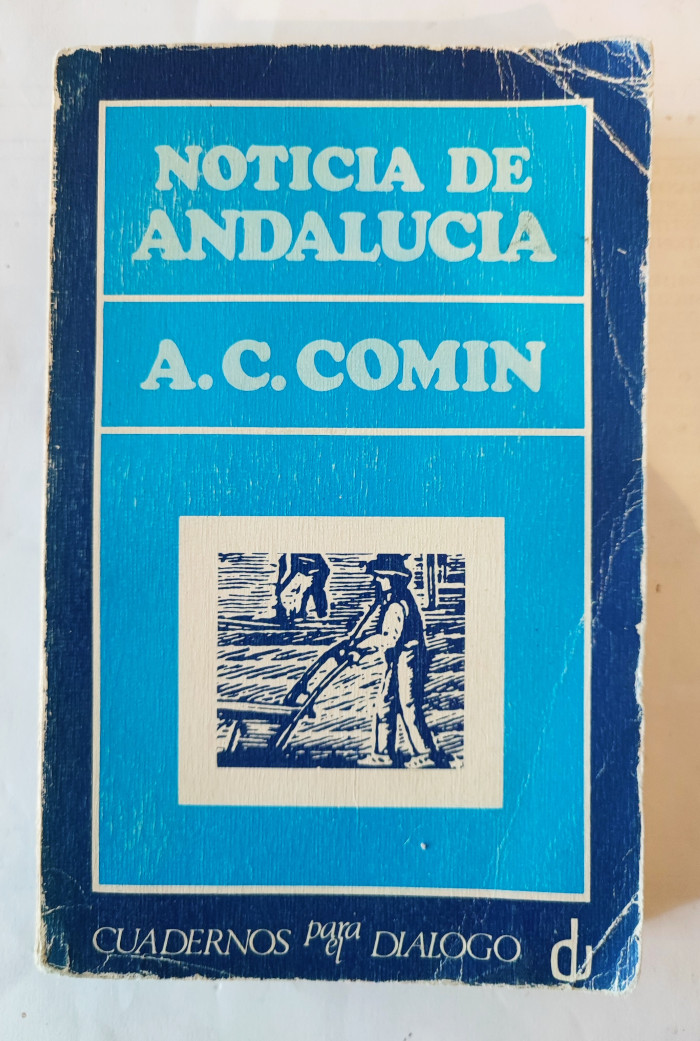 NOTICIA DE
ANDALUCIA
A. C. COMIN
CUADERNOS para el DIALOGO